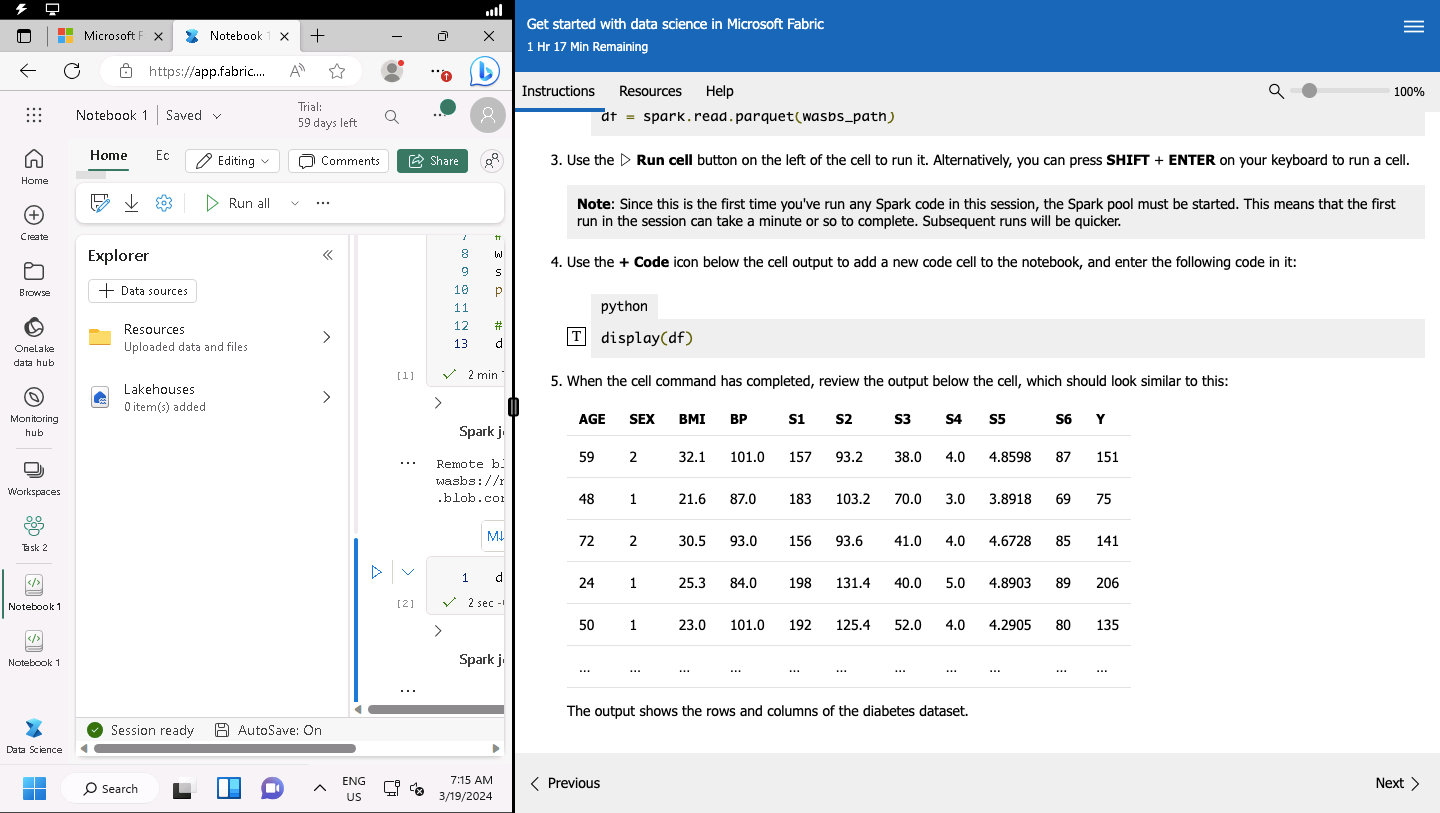 Microsoft F
Notebook 1
https://app.fabric....
Notebook 1
Saved
Trial:
59 days left
Home
Ec
Editing
Comments
Share
Run all
Home
Create
Browse
OneLake
data hub
Monitoring
hub
Workspaces
Task 2
Notebook 1
Notebook 1
Data Science
Explorer
Data sources
Resources
Uploaded data and files
Lakehouses
0 item(s) added
7 #
8 w
9 s
10 p
11
12 #
13 d
[1]
2 min
Spark j
Remote bl
wasbs://
.blob.co
M↓
1 d
[2]
2 sec -
Spark j
Session ready
AutoSave: On
Search
ENG
US
7:15 AM
3/19/2024
Get started with data science in Microsoft Fabric
1 Hr 17 Min Remaining
Instructions Resources Help
100%
df = spark.read.parquet(wasbs_path)
3. Use the ▷ Run cell button on the left of the cell to run it. Alternatively, you can press SHIFT + ENTER on your keyboard to run a cell.
Note: Since this is the first time you've run any Spark code in this session, the Spark pool must be started. This means that the first
run in the session can take a minute or so to complete. Subsequent runs will be quicker.
4. Use the + Code icon below the cell output to add a new code cell to the notebook, and enter the following code in it:
python
T
display(df)
5. When the cell command has completed, review the output below the cell, which should look similar to this:
AGE SEX BMI BP S1 S2 S3 S4 S5 S6 Y
59 2 32.1 101.0 157 93.2 38.0 4.0 4.8598 87 151
48 1 21.6 87.0 183 103.2 70.0 3.0 3.8918 69 75
72 2 30.5 93.0 156 93.6 41.0 4.0 4.6728 85 141
24 1 25.3 84.0 198 131.4 40.0 5.0 4.8903 89 206
50 1 23.0 101.0 192 125.4 52.0 4.0 4.2905 80 135
... ... ... ... ... ... ... ... ... ... ...
The output shows the rows and columns of the diabetes dataset.
Previous
Next